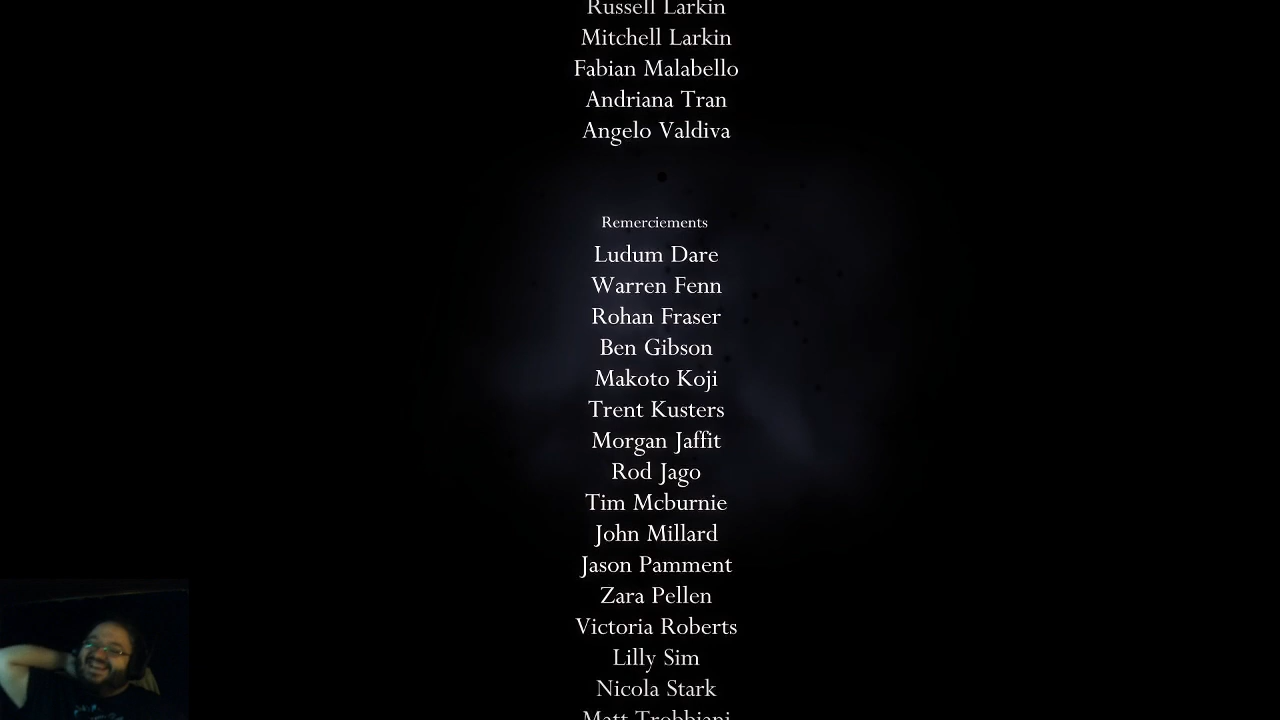 Russell Larkin
Mitchell Larkin
Fabian Malabello
Andriana Tran
Angelo Valdiva
Remerciements
Ludum Dare
Warren Fenn
Rohan Fraser
Ben Gibson
Makoto Koji
Trent Kusters
Morgan Jaffit
Rod Jago
Tim Mcburnie
John Millard
Jason Pamment
Zara Pellen
Victoria Roberts
Lilly Sim
Nicola Stark
Matt Trobbiani